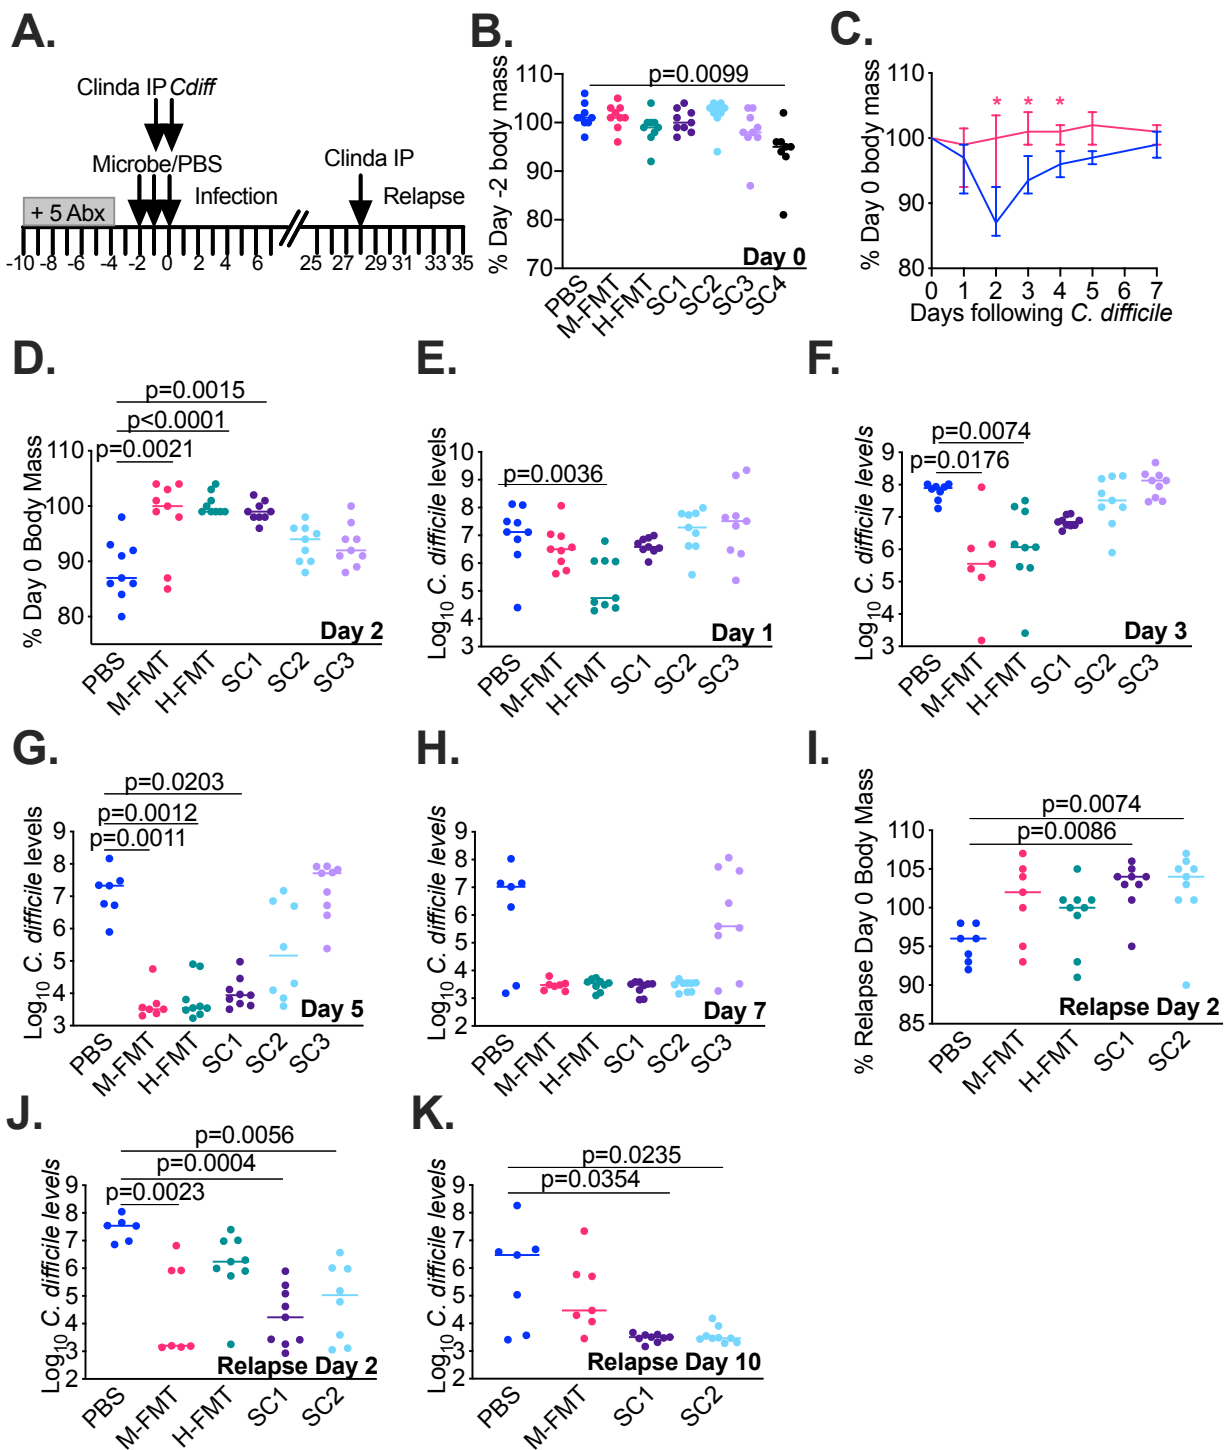 A.
Clinda IP Cdiff
Microbe/PBS
Clinda IP
Infection
Relapse
+ 5 Abx
-10 -8 -6 -4 -2 0 2 4 6 25 27 29 31 33 35
B.
p=0.0099
% Day -2 body mass
110
100
90
80
70
Day 0
PBS M-FMT H-FMT SC1 SC2 SC3 SC4
C.
% Day 0 body mass
110
100
90
80
* * *
0 1 2 3 4 5 6 7
Days following C. difficile
D.
p=0.0015
p<0.0001
p=0.0021
% Day 0 Body Mass
110
100
90
80
Day 2
PBS M-FMT H-FMT SC1 SC2 SC3
E.
p=0.0036
Log10 C. difficile levels
10
9
8
7
6
5
4
3
Day 1
PBS M-FMT H-FMT SC1 SC2 SC3
F.
p=0.0074
p=0.0176
Log10 C. difficile levels
9
8
7
6
5
4
3
Day 3
PBS M-FMT H-FMT SC1 SC2 SC3
G.
p=0.0203
p=0.0012
p=0.0011
Log10 C. difficile levels
9
8
7
6
5
4
3
Day 5
PBS M-FMT H-FMT SC1 SC2 SC3
H.
Log10 C. difficile levels
9
8
7
6
5
4
3
2
Day 7
PBS M-FMT H-FMT SC1 SC2 SC3
I.
p=0.0074
p=0.0086
% Relapse Day 0 Body Mass
110
105
100
95
90
85
Relapse Day 2
PBS M-FMT H-FMT SC1 SC2
J.
p=0.0056
p=0.0004
p=0.0023
Log10 C. difficile levels
9
8
7
6
5
4
3
2
Relapse Day 2
PBS M-FMT H-FMT SC1 SC2
K.
p=0.0235
p=0.0354
Log10 C. difficile levels
9
8
7
6
5
4
3
2
Relapse Day 10
PBS M-FMT SC1 SC2